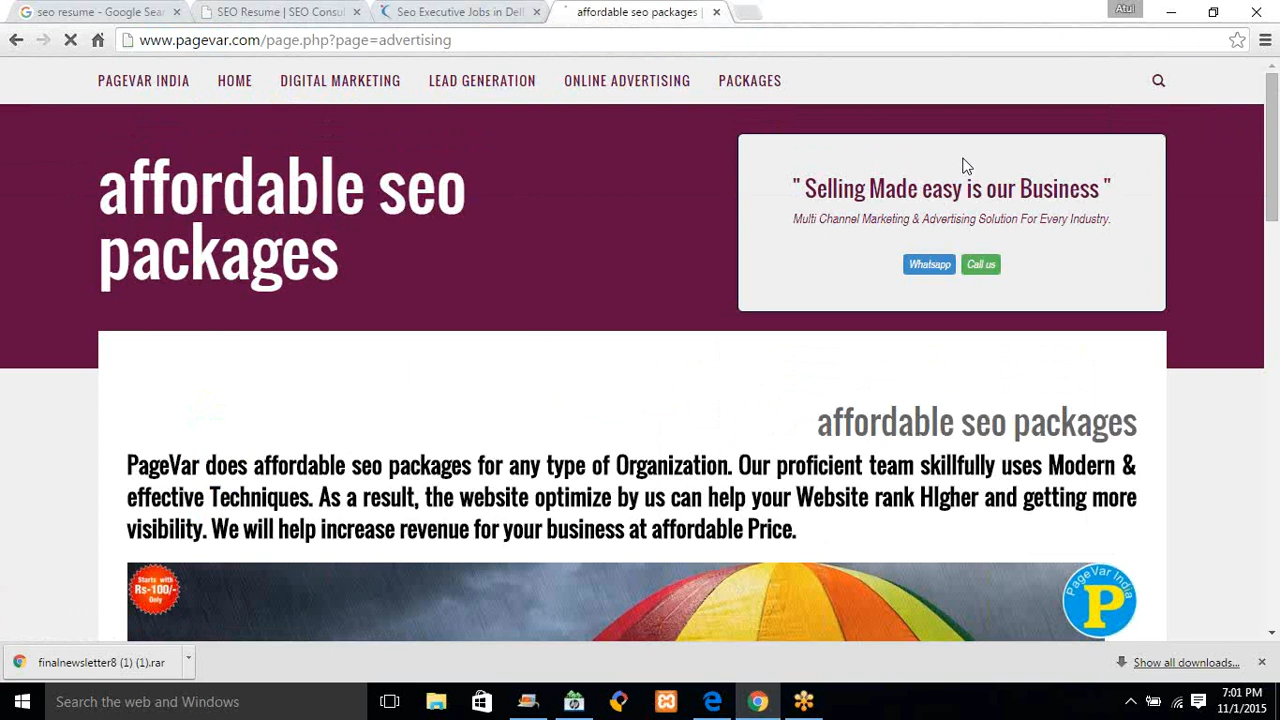 seo resume - Google Sear
SEO Resume | SEO Consul
Seo Executive Jobs in Del
affordable seo packages |
Atul
www.pagevar.com/page.php?page=advertising
PAGEVAR INDIA HOME DIGITAL MARKETING LEAD GENERATION ONLINE ADVERTISING PACKAGES
affordable seo
packages
" Selling Made easy is our Business "
Multi Channel Marketing & Advertising Solution For Every Industry.
Whatsapp Call us
affordable seo packages
PageVar does affordable seo packages for any type of Organization. Our proficient team skillfully uses Modern &
effective Techniques. As a result, the website optimize by us can help your Website rank HIgher and getting more
visibility. We will help increase revenue for your business at affordable Price.
Starts with
Rs-100/-
Only
PageVar India
P
finalnewsletter8 (1) (1).rar
Show all downloads...
Search the web and Windows
7:01 PM
11/1/2015